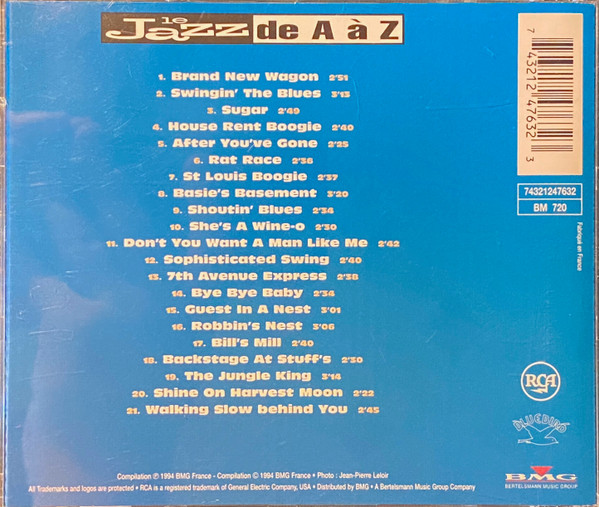 le Jazz de A à Z
1. Brand New Wagon 2'51
2. Swingin' The Blues 3'13
3. Sugar 2'49
4. House Rent Boogie 2'40
5. After You've Gone 2'25
6. Rat Race 2'36
7. St Louis Boogie 2'37
8. Basie's Basement 3'20
9. Shoutin' Blues 2'34
10. She's A Wine-o 2'30
11. Don't You Want A Man Like Me 2'42
12. Sophisticated Swing 2'40
13. 7th Avenue Express 2'38
14. Bye Bye Baby 2'34
15. Guest In A Nest 3'01
16. Robbin's Nest 3'06
17. Bill's Mill 2'40
18. Backstage At Stuff's 2'30
19. The Jungle King 3'14
20. Shine On Harvest Moon 2'22
21. Walking Slow behind You 2'45
7 43212 47632 3
74321247632
BM 720
Fabriqué en France
RCA
BLUEBIRD
BMG
BERTELSMANN MUSIC GROUP
Compilation ℗ 1994 BMG France - Compilation © 1994 BMG France • Photo : Jean-Pierre Leloir
All Trademarks and logos are protected • RCA is a registered trademark of General Electric Company, USA • Distributed by BMG • A Bertelsmann Music Group Company